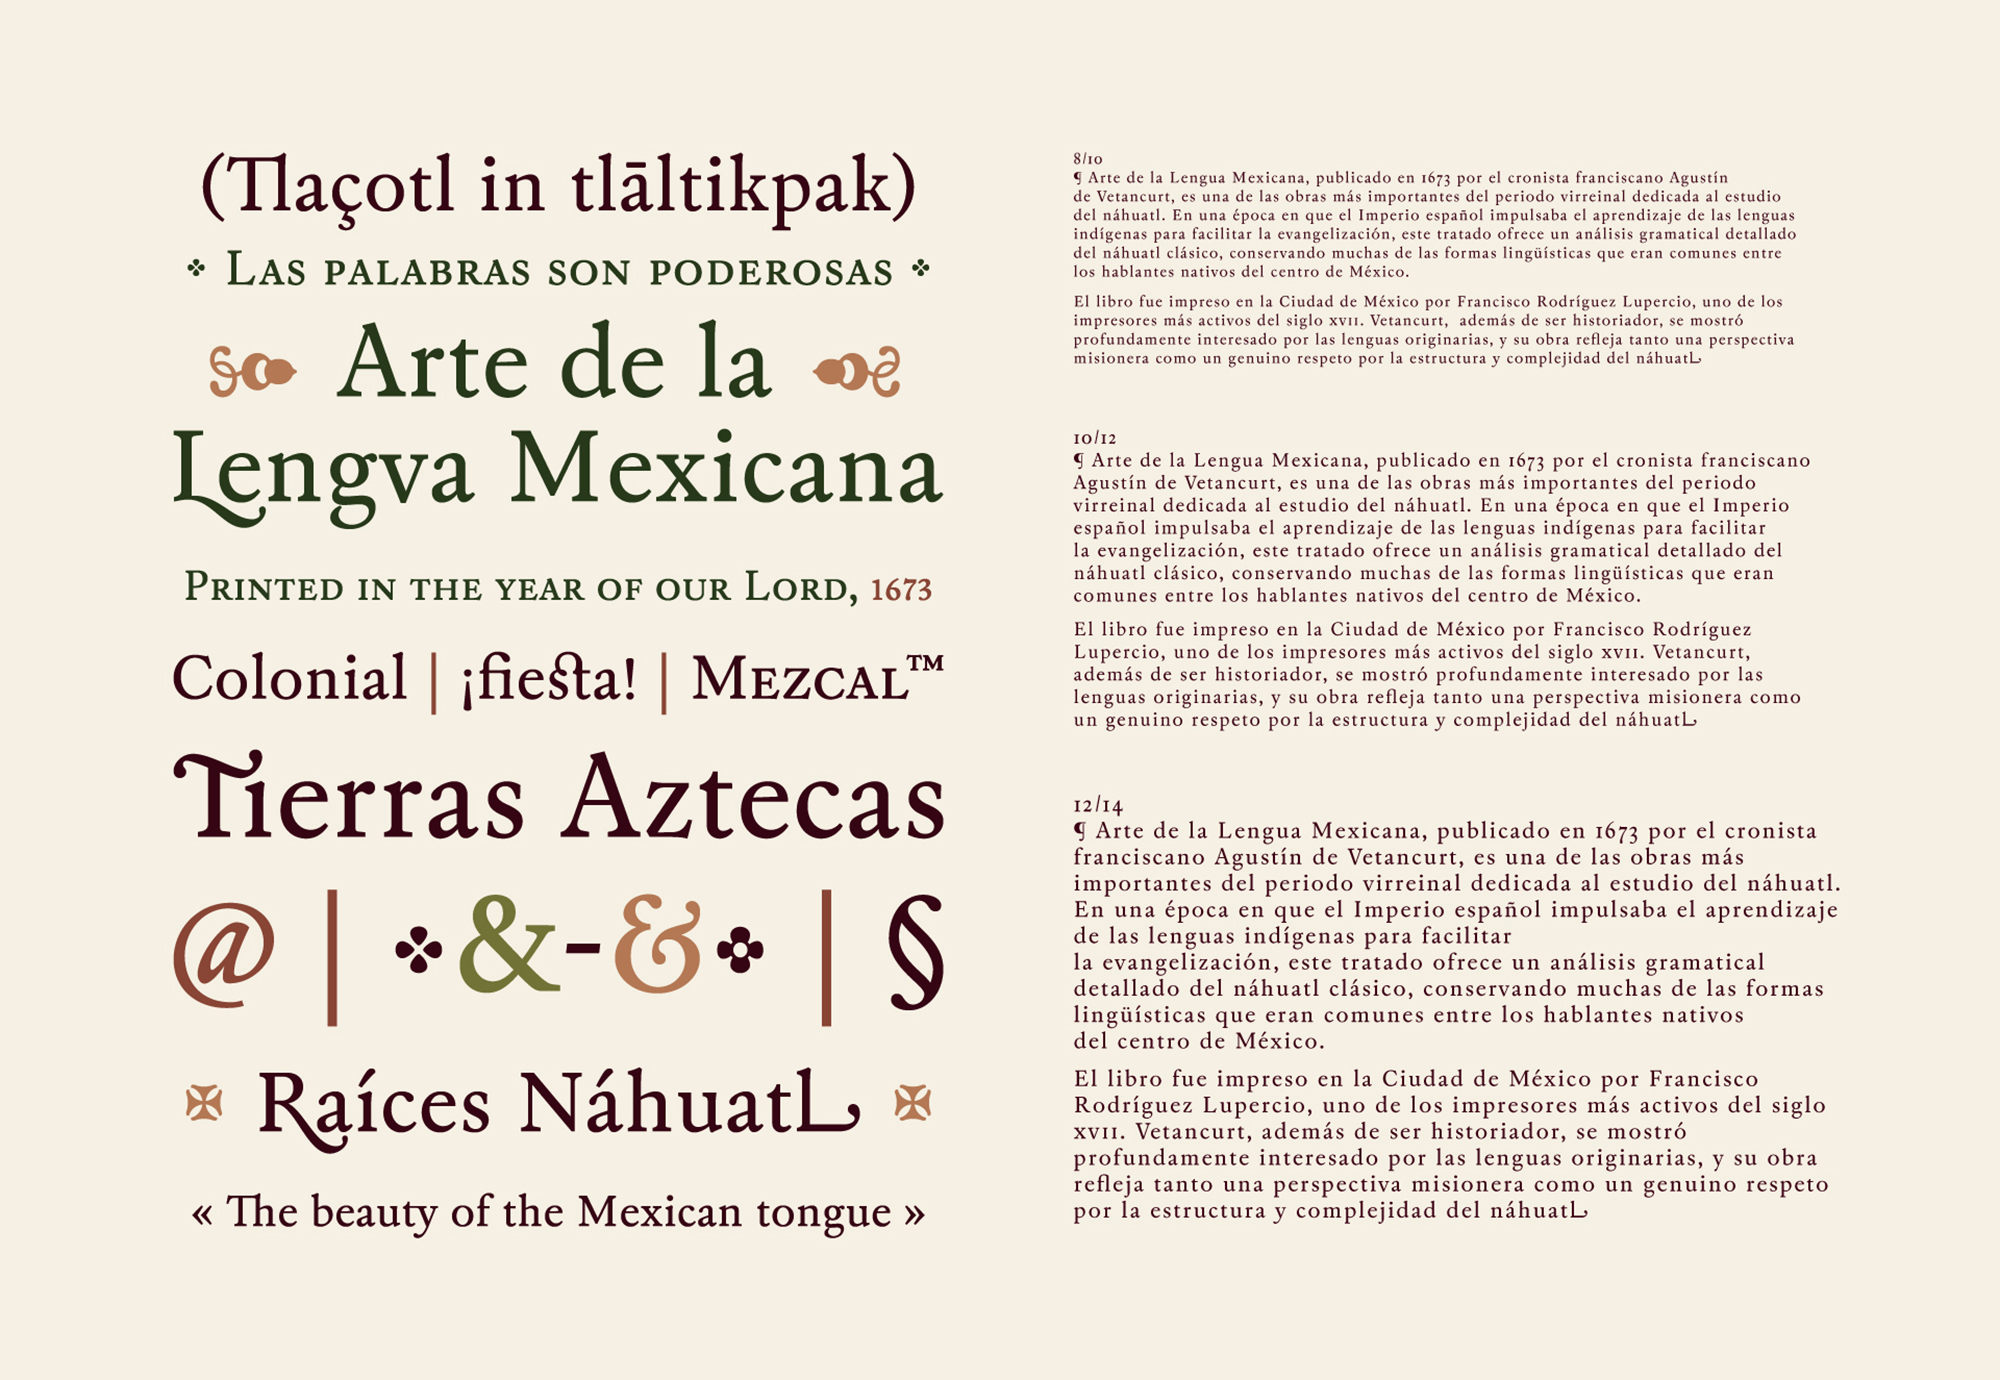 (Tlaçotl in tlāltikpak)
Las palabras son poderosas
Arte de la
Lengva Mexicana
Printed in the year of our Lord, 1673
Colonial | ¡fiesta! | Mezcal™
Tierras Aztecas
@ | &-& | §
Raíces NáhuatL
« The beauty of the Mexican tongue »
8/10
¶ Arte de la Lengua Mexicana, publicado en 1673 por el cronista franciscano Agustín
de Vetancurt, es una de las obras más importantes del periodo virreinal dedicada al estudio
del náhuatl. En una época en que el Imperio español impulsaba el aprendizaje de las lenguas
indígenas para facilitar la evangelización, este tratado ofrece un análisis gramatical detallado
del náhuatl clásico, conservando muchas de las formas lingüísticas que eran comunes entre
los hablantes nativos del centro de México.
El libro fue impreso en la Ciudad de México por Francisco Rodríguez Lupercio, uno de los
impresores más activos del siglo xvii. Vetancurt, además de ser historiador, se mostró
profundamente interesado por las lenguas originarias, y su obra refleja tanto una perspectiva
misionera como un genuino respeto por la estructura y complejidad del náhuatL
10/12
¶ Arte de la Lengua Mexicana, publicado en 1673 por el cronista franciscano
Agustín de Vetancurt, es una de las obras más importantes del periodo
virreinal dedicada al estudio del náhuatl. En una época en que el Imperio
español impulsaba el aprendizaje de las lenguas indígenas para facilitar
la evangelización, este tratado ofrece un análisis gramatical detallado del
náhuatl clásico, conservando muchas de las formas lingüísticas que eran
comunes entre los hablantes nativos del centro de México.
El libro fue impreso en la Ciudad de México por Francisco Rodríguez
Lupercio, uno de los impresores más activos del siglo xvii. Vetancurt,
además de ser historiador, se mostró profundamente interesado por las
lenguas originarias, y su obra refleja tanto una perspectiva misionera como
un genuino respeto por la estructura y complejidad del náhuatL
12/14
¶ Arte de la Lengua Mexicana, publicado en 1673 por el cronista
franciscano Agustín de Vetancurt, es una de las obras más
importantes del periodo virreinal dedicada al estudio del náhuatl.
En una época en que el Imperio español impulsaba el aprendizaje
de las lenguas indígenas para facilitar
la evangelización, este tratado ofrece un análisis gramatical
detallado del náhuatl clásico, conservando muchas de las formas
lingüísticas que eran comunes entre los hablantes nativos
del centro de México.
El libro fue impreso en la Ciudad de México por Francisco
Rodríguez Lupercio, uno de los impresores más activos del siglo
xvii. Vetancurt, además de ser historiador, se mostró
profundamente interesado por las lenguas originarias, y su obra
refleja tanto una perspectiva misionera como un genuino respeto
por la estructura y complejidad del náhuatL